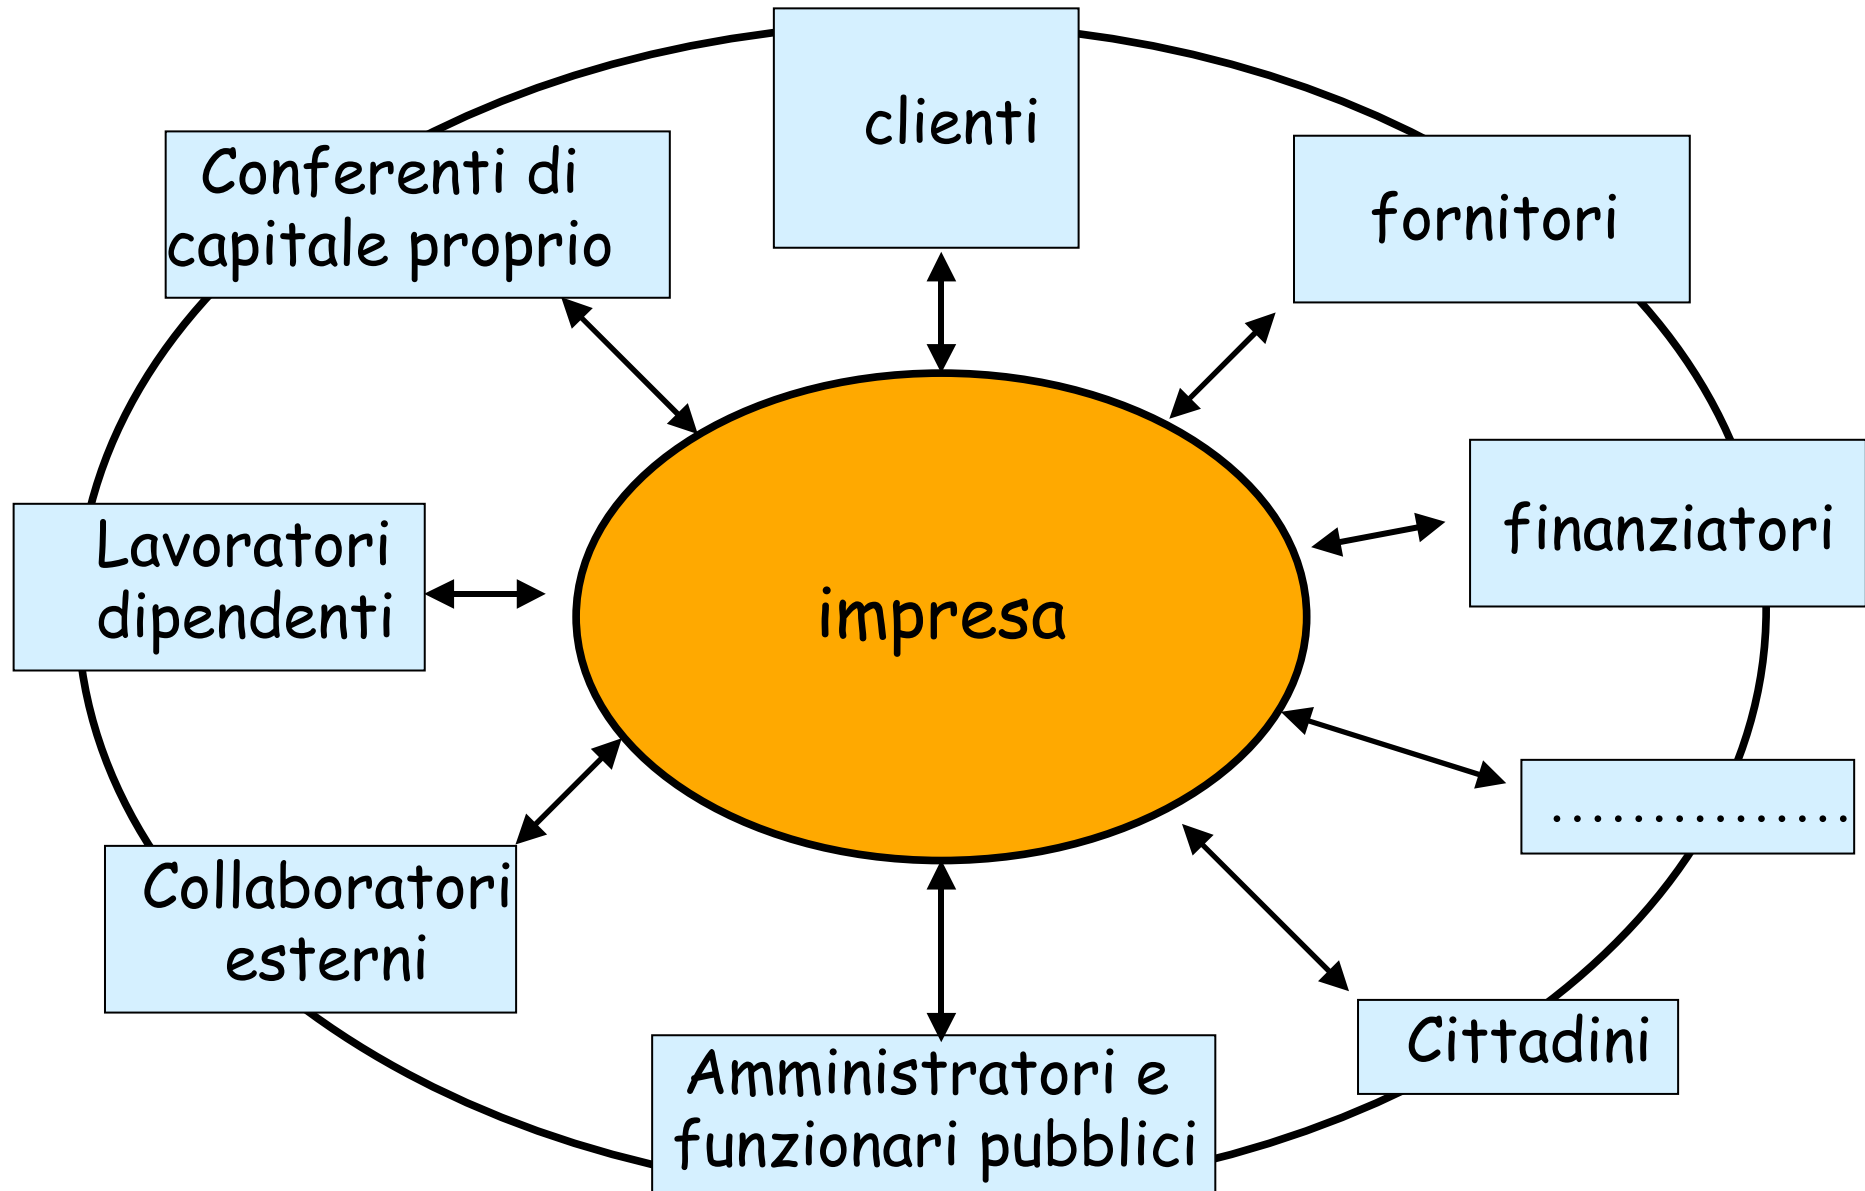 clienti
Conferenti di
capitale proprio
fornitori
Lavoratori
dipendenti
impresa
finanziatori
...............
Collaboratori
esterni
Cittadini
Amministratori e
funzionari pubblici